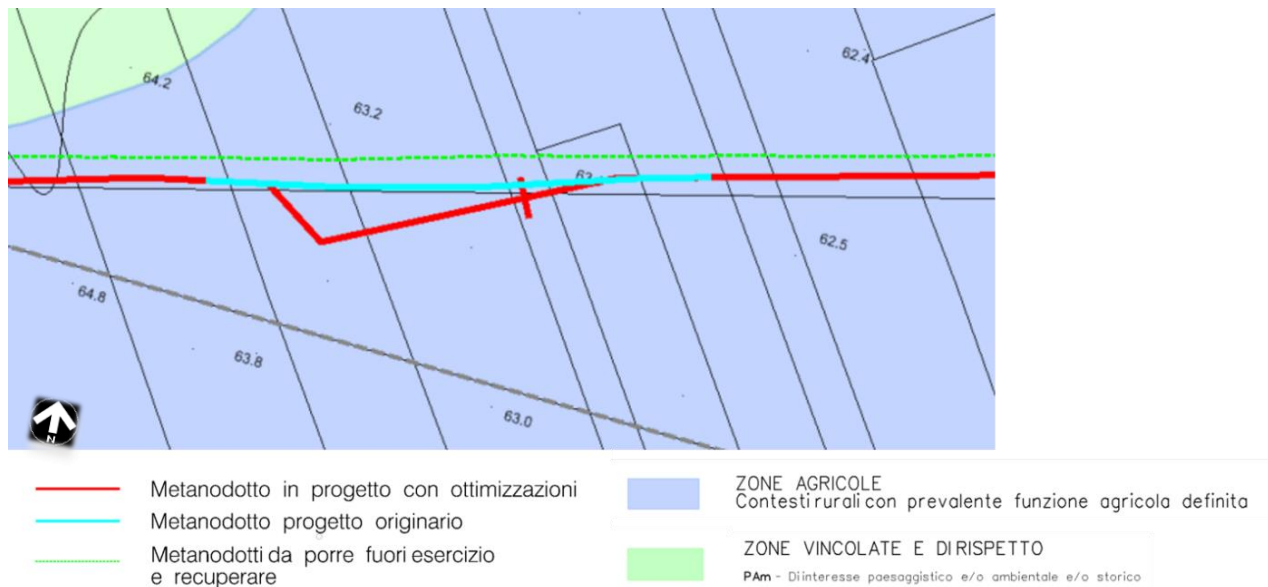 64.2
63.2
62.4
63.
62.5
64.8
63.8
63.0
N
Metanodotto in progetto con ottimizzazioni
Metanodotto progetto originario
Metanodotti da porre fuori esercizio
e recuperare
ZONE AGRICOLE
Contesti rurali con prevalente funzione agricola definita
ZONE VINCOLATE E DI RISPETTO
PAm - Di interesse paesaggistico e/o ambientale e/o storico